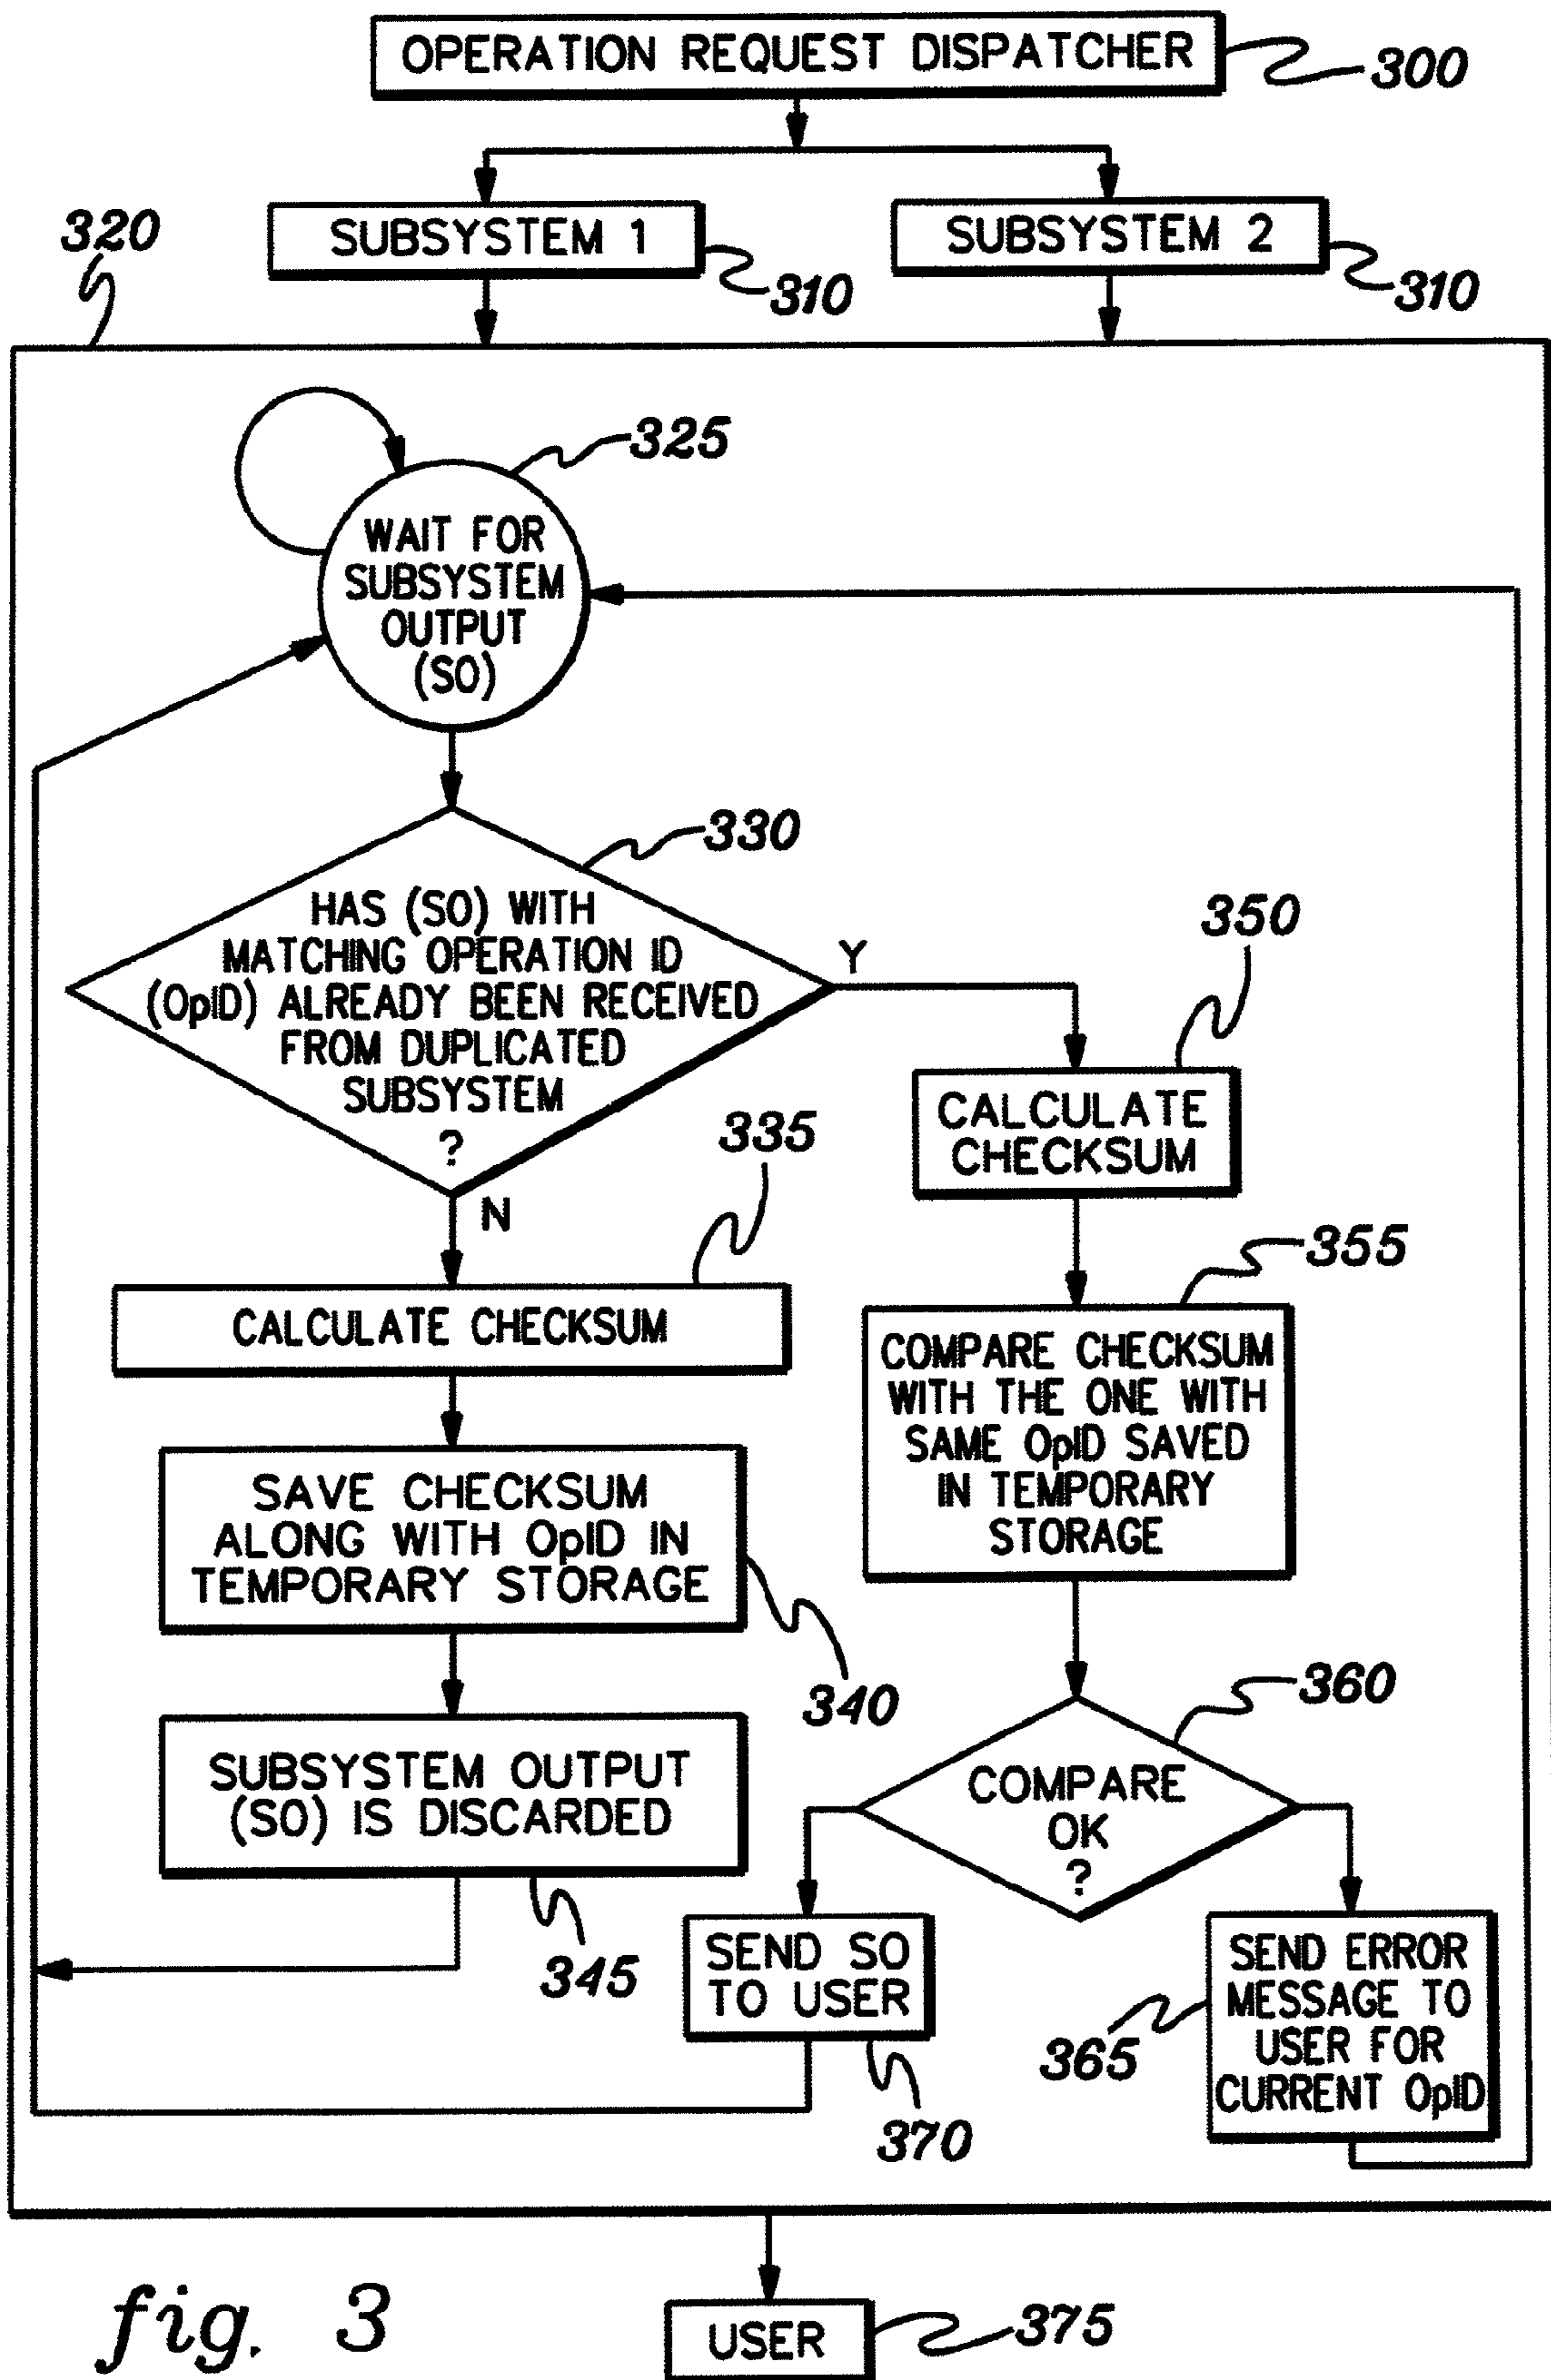 OPERATION REQUEST DISPATCHER
300
SUBSYSTEM 1
310
SUBSYSTEM 2
310
320
325
WAIT FOR
SUBSYSTEM
OUTPUT
(SO)
330
HAS (SO) WITH
MATCHING OPERATION ID
(OpID) ALREADY BEEN RECEIVED
FROM DUPLICATED
SUBSYSTEM
?
Y
N
335
CALCULATE CHECKSUM
SAVE CHECKSUM
ALONG WITH OpID IN
TEMPORARY STORAGE
340
SUBSYSTEM OUTPUT
(SO) IS DISCARDED
345
350
CALCULATE
CHECKSUM
355
COMPARE CHECKSUM
WITH THE ONE WITH
SAME OpID SAVED
IN TEMPORARY
STORAGE
360
COMPARE
OK
?
SEND SO
TO USER
370
SEND ERROR
MESSAGE TO
USER FOR
CURRENT OpID
365
USER
375
fig. 3